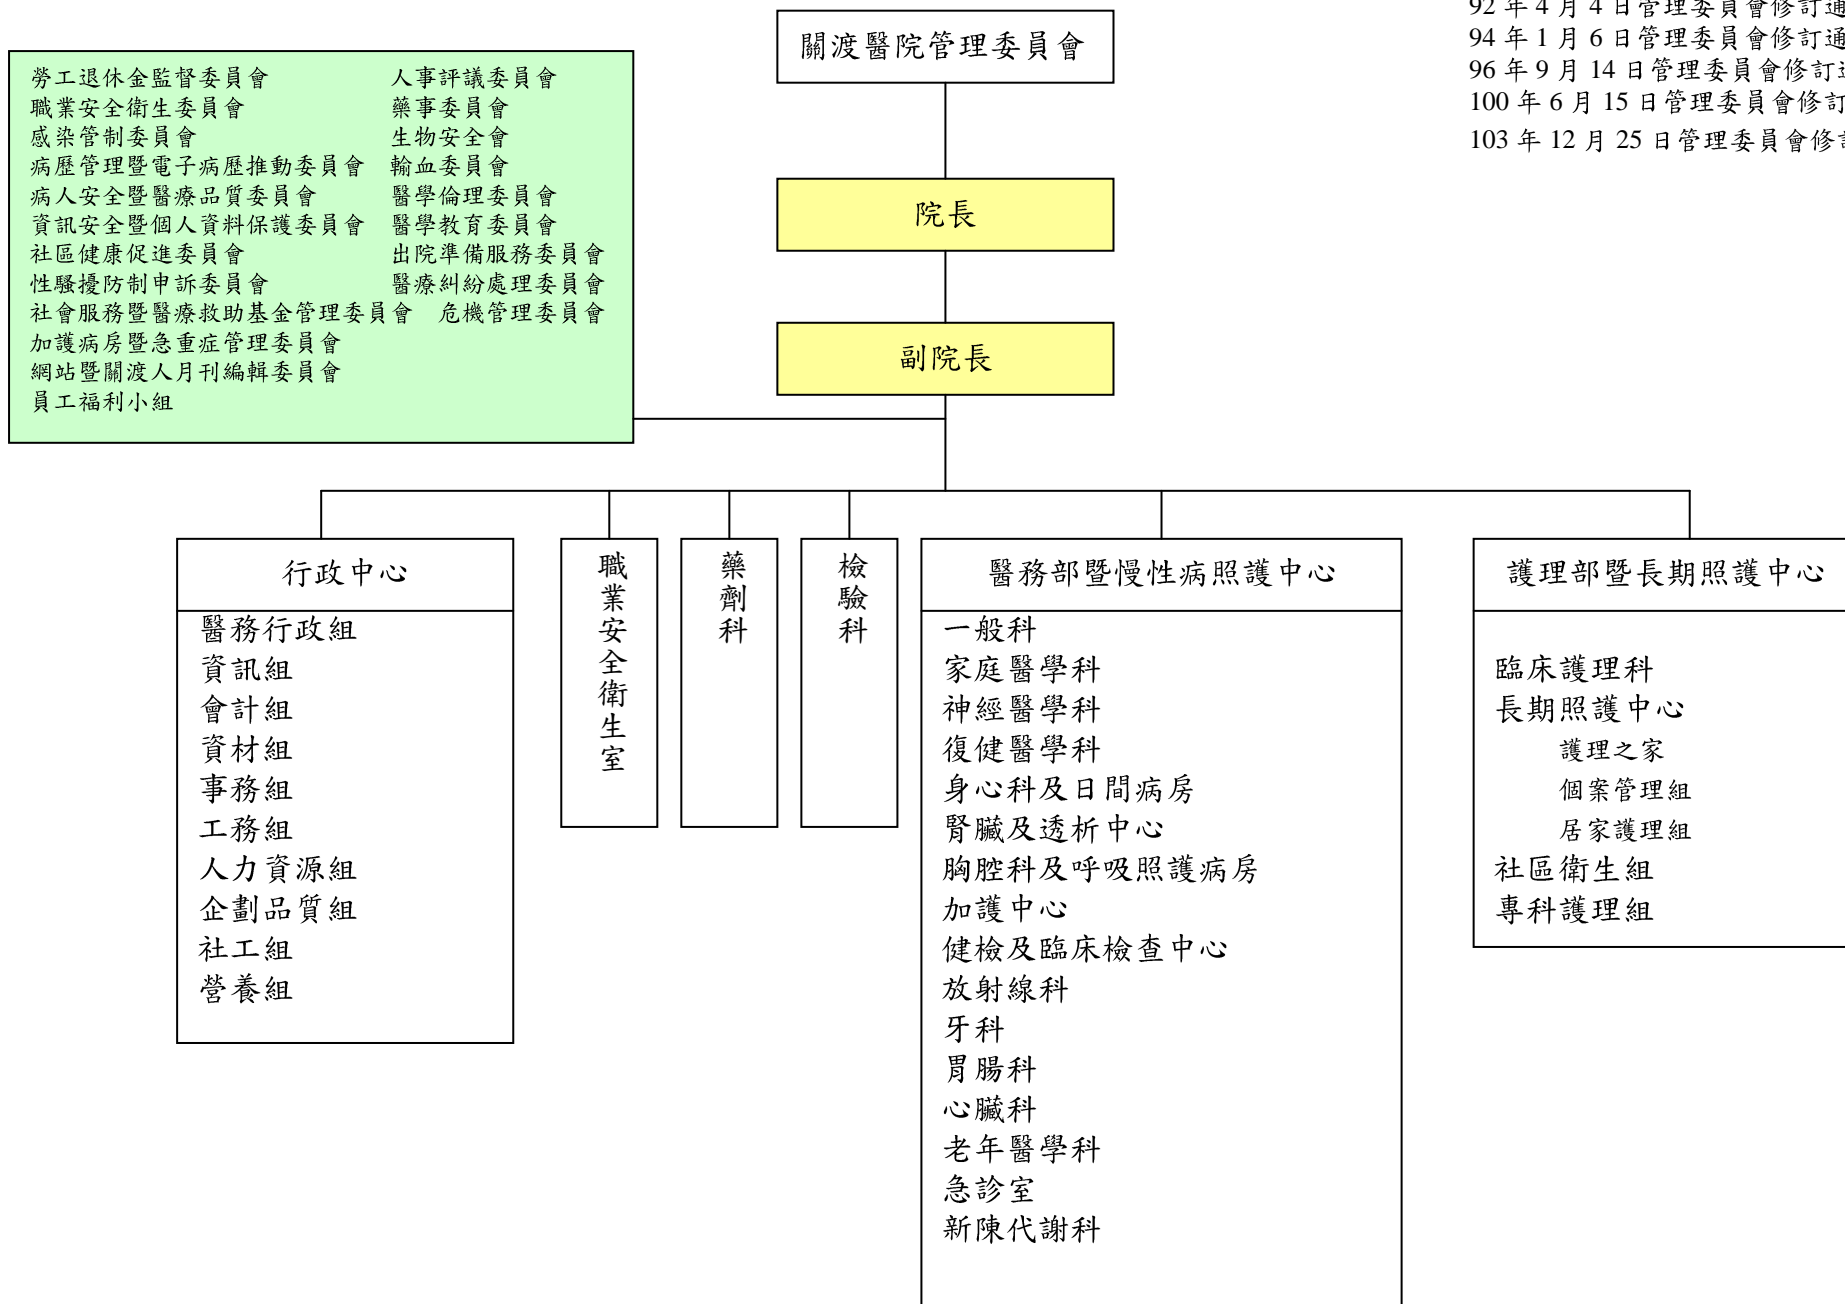 關渡醫院管理委員會
92 年 4 月 4 日管理委員會修訂通
94 年 1 月 6 日管理委員會修訂通
96 年 9 月 14 日管理委員會修訂
100 年 6 月 15 日管理委員會修訂
103 年 12 月 25 日管理委員會修
勞工退休金監督委員會 人事評議委員會
職業安全衛生委員會 藥事委員會
感染管制委員會 生物安全會
病歷管理暨電子病歷推動委員會 輸血委員會
病人安全暨醫療品質委員會 醫學倫理委員會
資訊安全暨個人資料保護委員會 醫學教育委員會
社區健康促進委員會 出院準備服務委員會
性騷擾防制申訴委員會 醫療糾紛處理委員會
社會服務暨醫療救助基金管理委員會 危機管理委員會
加護病房暨急重症管理委員會
網站暨關渡人月刊編輯委員會
員工福利小組
院長
副院長
行政中心
醫務行政組
資訊組
會計組
資材組
事務組
工務組
人力資源組
企劃品質組
社工組
營養組
職業安全衛生室
藥劑科
檢驗科
醫務部暨慢性病照護中心
一般科
家庭醫學科
神經醫學科
復健醫學科
身心科及日間病房
腎臟及透析中心
胸腔科及呼吸照護病房
加護中心
健檢及臨床檢查中心
放射線科
牙科
胃腸科
心臟科
老年醫學科
急診室
新陳代謝科
護理部暨長期照護中心
臨床護理科
長期照護中心
護理之家
個案管理組
居家護理組
社區衛生組
專科護理組